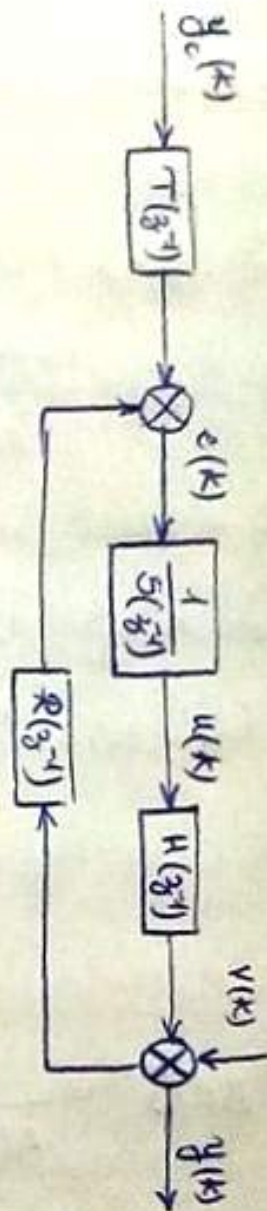 y_c(k)
T(z^-1)
e(k)
1
S(z^-1)
u(k)
H(z^-1)
V(k)
y(k)
R(z^-1)